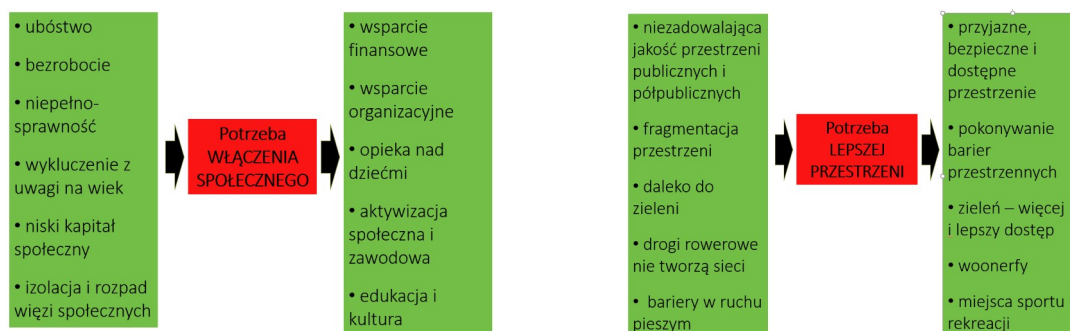 • ubóstwo
• bezrobocie
• niepełno-
sprawność
• wykluczenie z
uwagi na wiek
• niski kapitał
społeczny
• izolacja i rozpad
więzi społecznych
Potrzeba
WŁĄCZENIA
SPOŁECZNEGO
• wsparcie
finansowe
• wsparcie
organizacyjne
• opieka nad
dziećmi
• aktywizacja
społeczna i
zawodowa
• edukacja i
kultura
• niezadowalająca
jakość przestrzeni
publicznych i
półpublicznych
• fragmentacja
przestrzeni
• daleko do
zieleni
• drogi rowerowe
nie tworzą sieci
• bariery w ruchu
pieszym
Potrzeba
LEPSZEJ
PRZESTRZENI
• przyjazne,
bezpieczne i
dostępne
przestrzenie
• pokonywanie
barier
przestrzennych
• zieleń – więcej
i lepszy dostęp
• woonerfy
• miejsca sportu
rekreacji